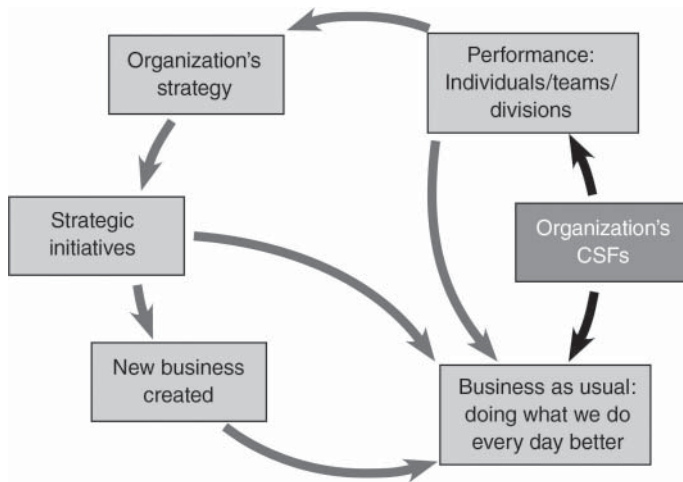 Organization's
strategy
Performance:
Individuals/teams/
divisions
Strategic
initiatives
Organization's
CSFs
New business
created
Business as usual:
doing what we do
every day better